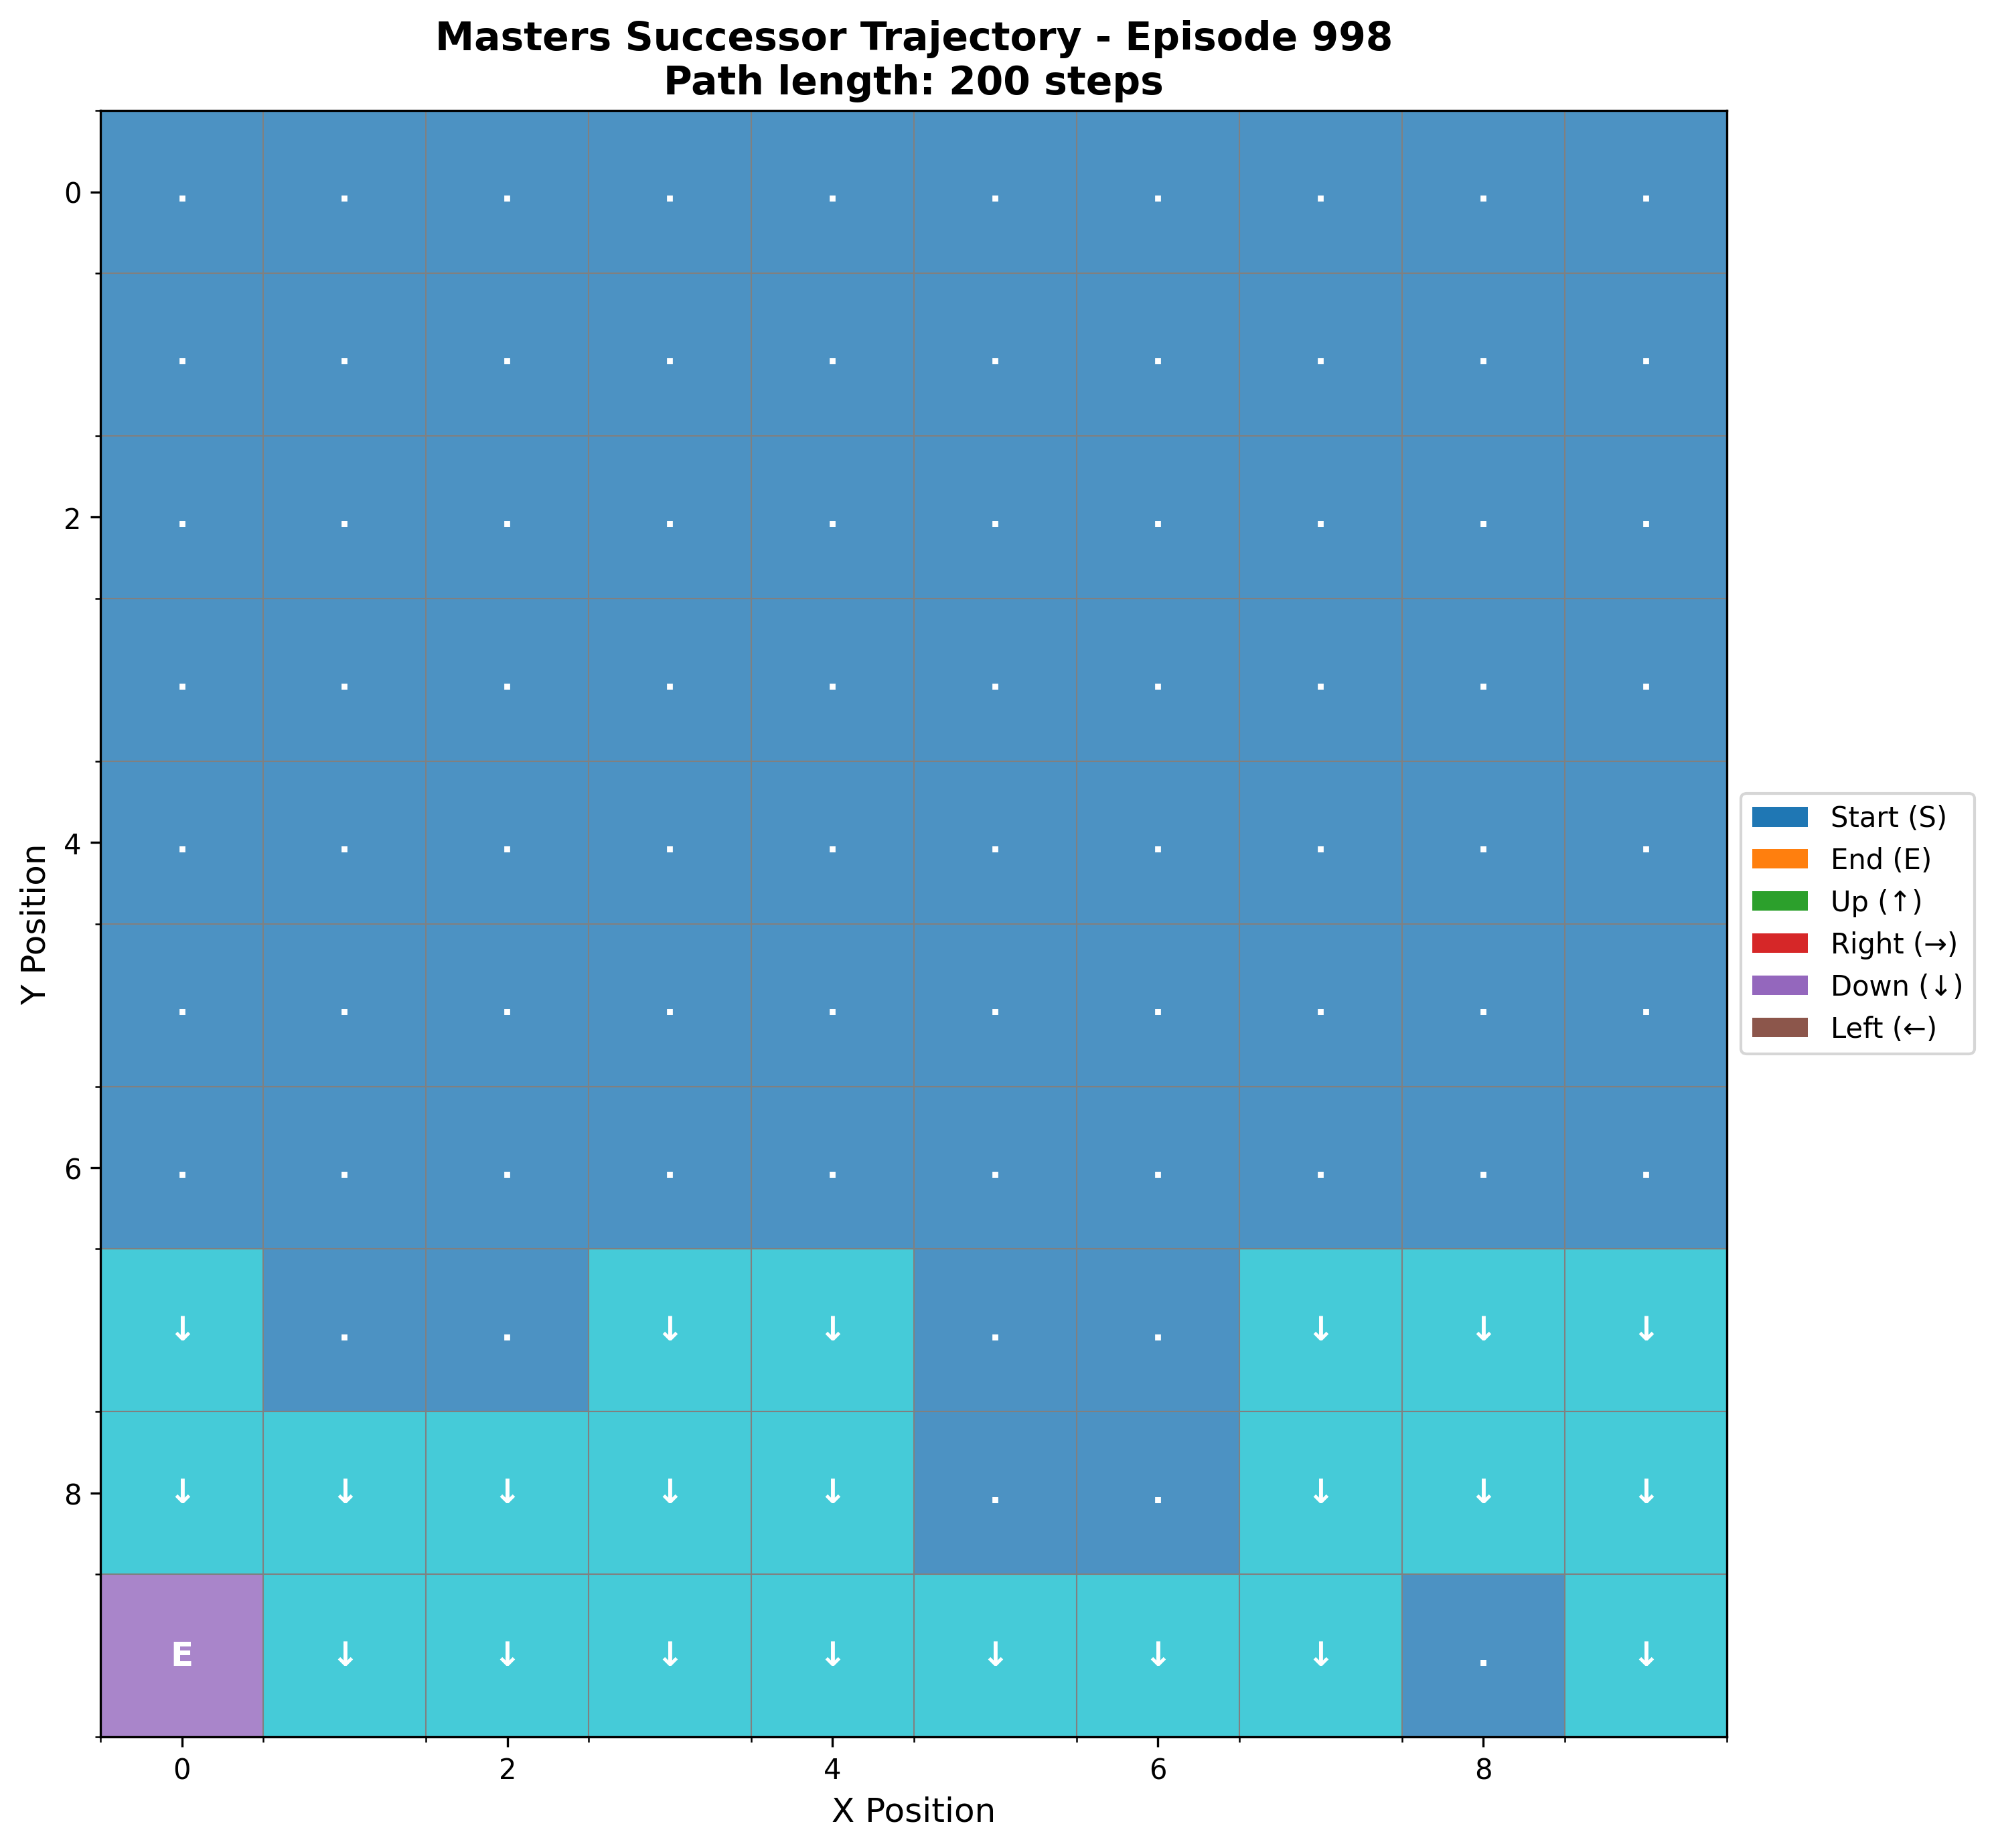 Masters Successor Trajectory - Episode 998
Path length: 200 steps
0 . . . . . . . . . .
. . . . . . . . . .
2 . . . . . . . . . .
. . . . . . . . . .
4 . . . . . . . . . .
. . . . . . . . . .
6 . . . . . . . . . .
↓ . . ↓ ↓ . . ↓ ↓ ↓
8 ↓ ↓ ↓ ↓ ↓ . . ↓ ↓ ↓
E ↓ ↓ ↓ ↓ ↓ ↓ ↓ . ↓
0 2 4 6 8
X Position
Y Position
Start (S)
End (E)
Up (↑)
Right (→)
Down (↓)
Left (←)